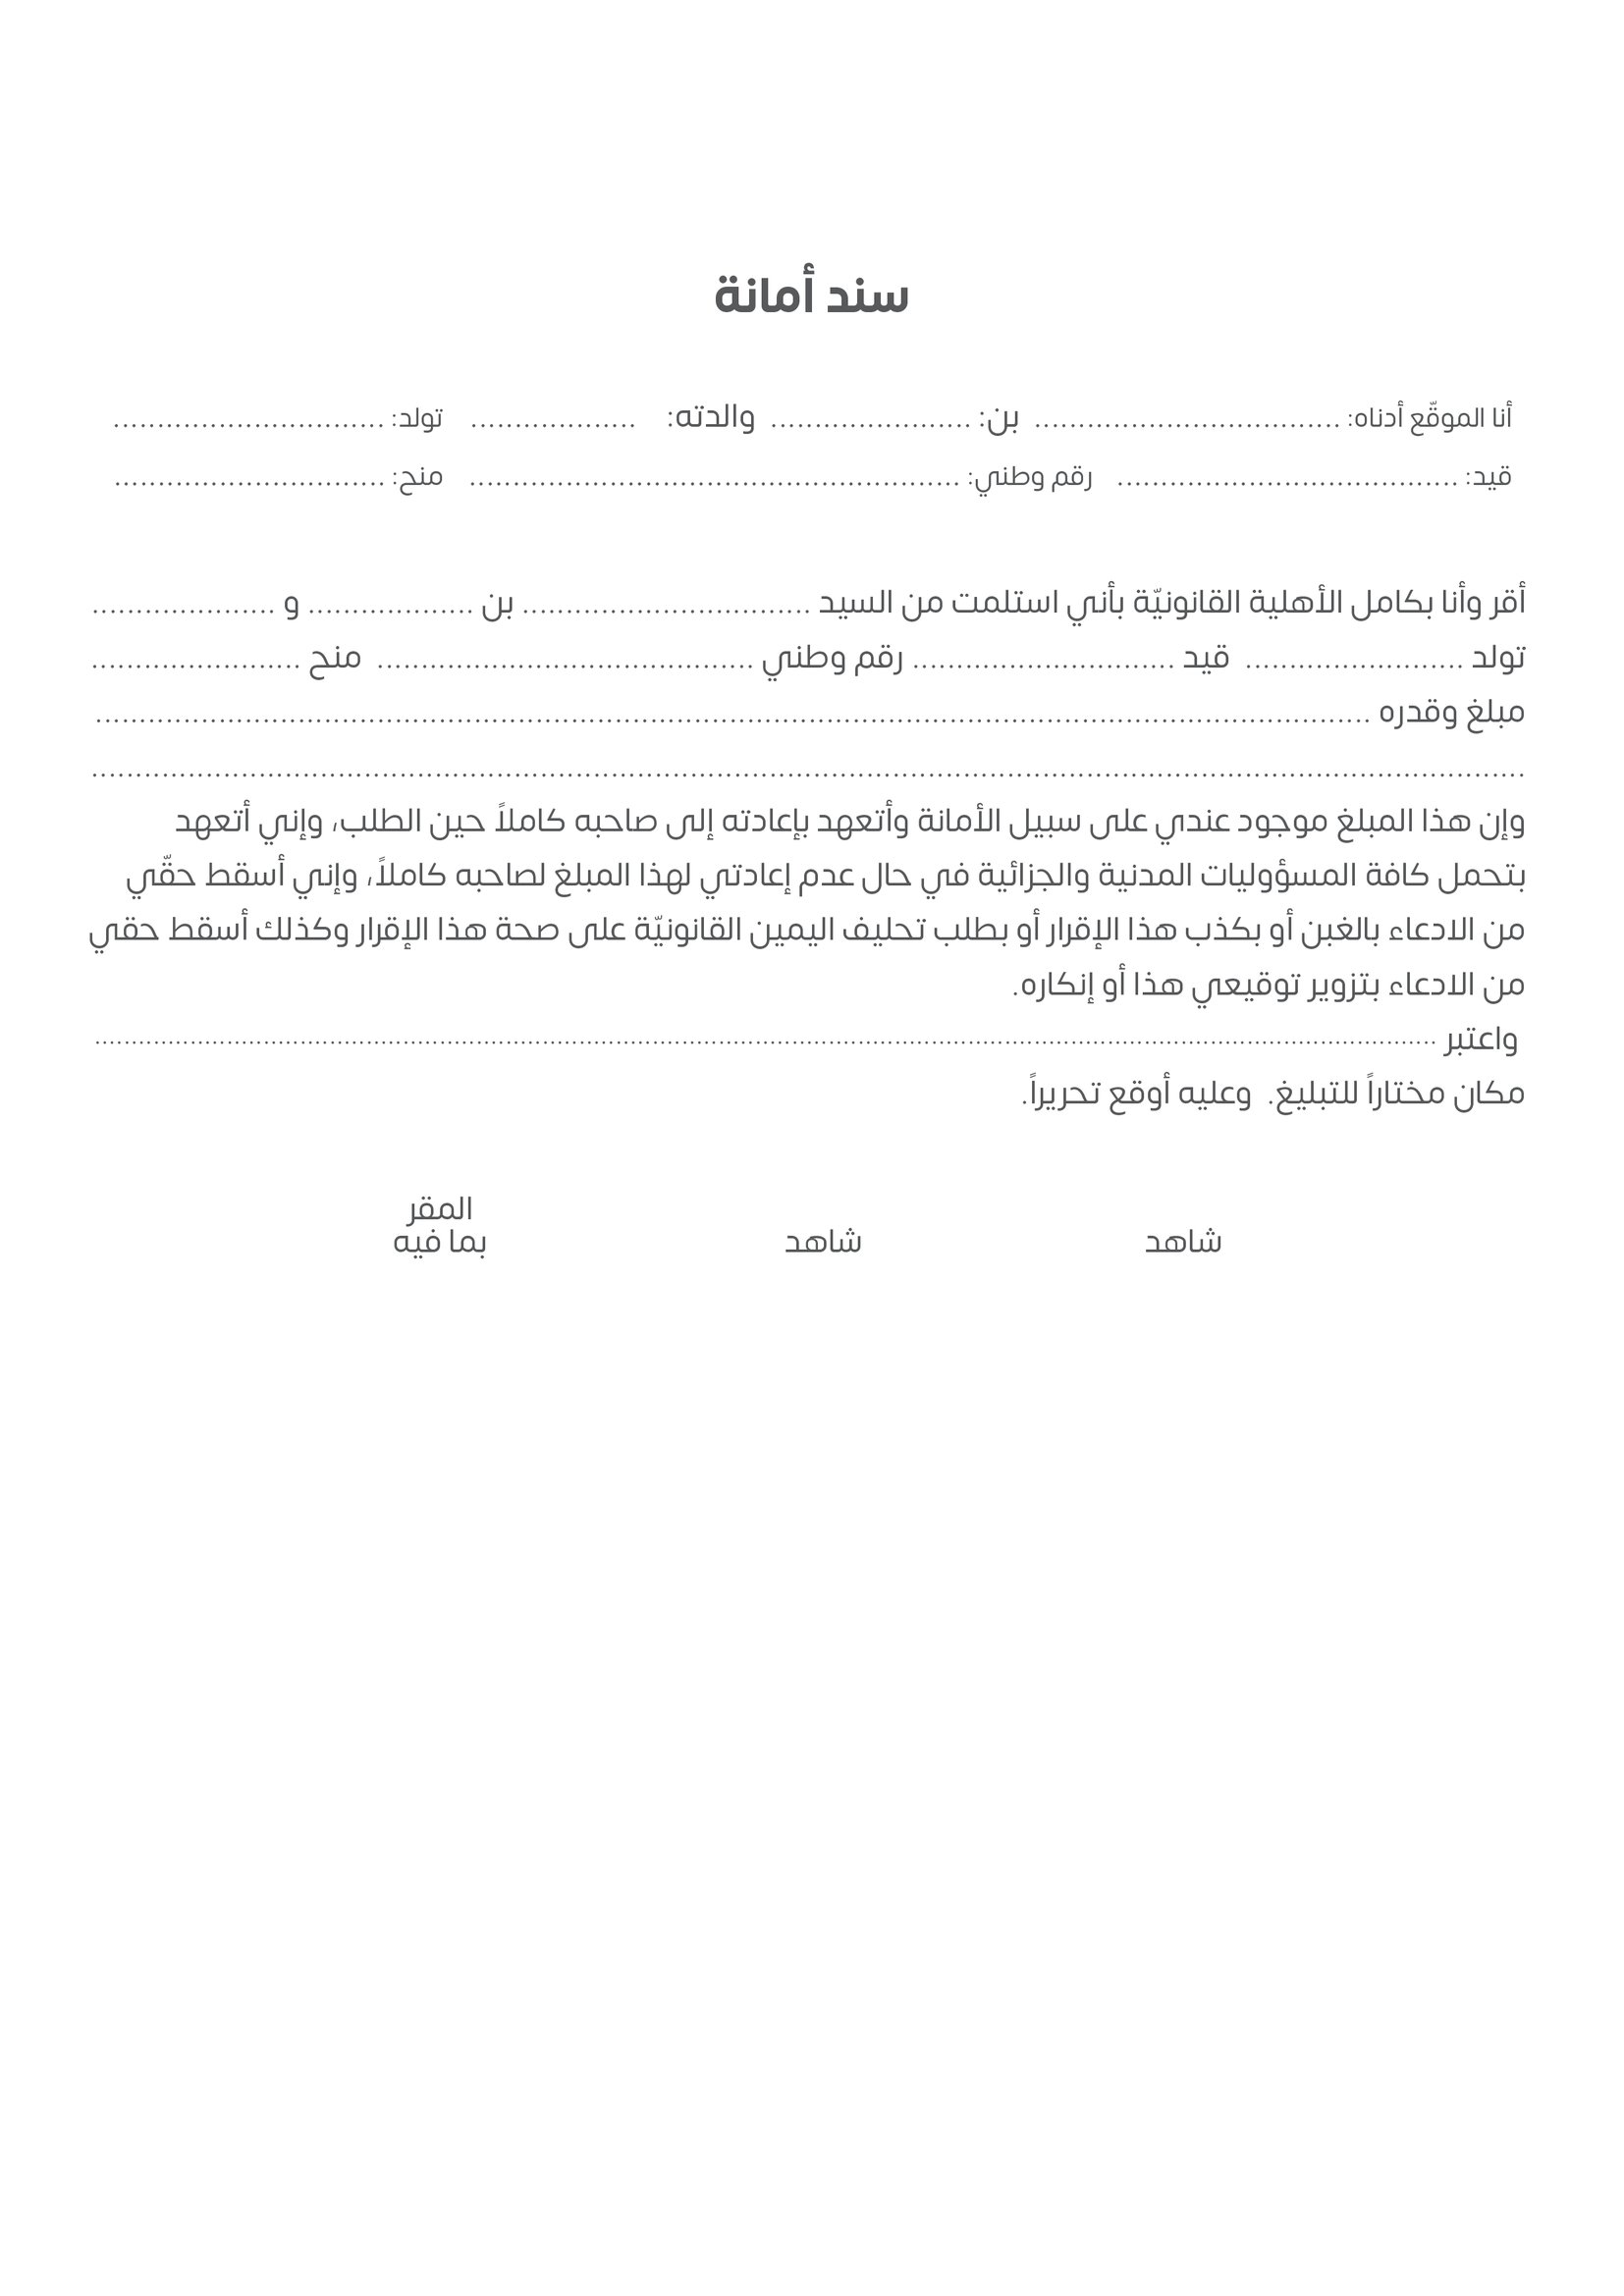 سند أمانة
أنا الموقّع أدناه: ................................... بن: ....................... والدته: ................... تولد: ...............................
قيد: ....................................... رقم وطني: ........................................................ منح: ...............................
أقر وأنا بكامل الأهلية القانونيّة بأني استلمت من السيد ................................. بن ................... و .....................
تولد ......................... قيد .............................. رقم وطني ........................................... منح ........................
مبلغ وقدره ..................................................................................................................................................
....................................................................................................................................................................
وإن هذا المبلغ موجود عندي على سبيل الأمانة وأتعهد بإعادته إلى صاحبه كاملاً حين الطلب، وإني أتعهد
بتحمل كافة المسؤوليات المدنية والجزائية في حال عدم إعادتي لهذا المبلغ لصاحبه كاملاً، وإني أسقط حقّي
من الادعاء بالغبن أو بكذب هذا الإقرار أو بطلب تحليف اليمين القانونيّة على صحة هذا الإقرار وكذلك أسقط حقي
من الادعاء بتزوير توقيعي هذا أو إنكاره.
واعتبر ....................................................................................................................................................................
مكان مختاراً للتبليغ. وعليه أوقع تحريراً.
المقر
شاهد شاهد بما فيه